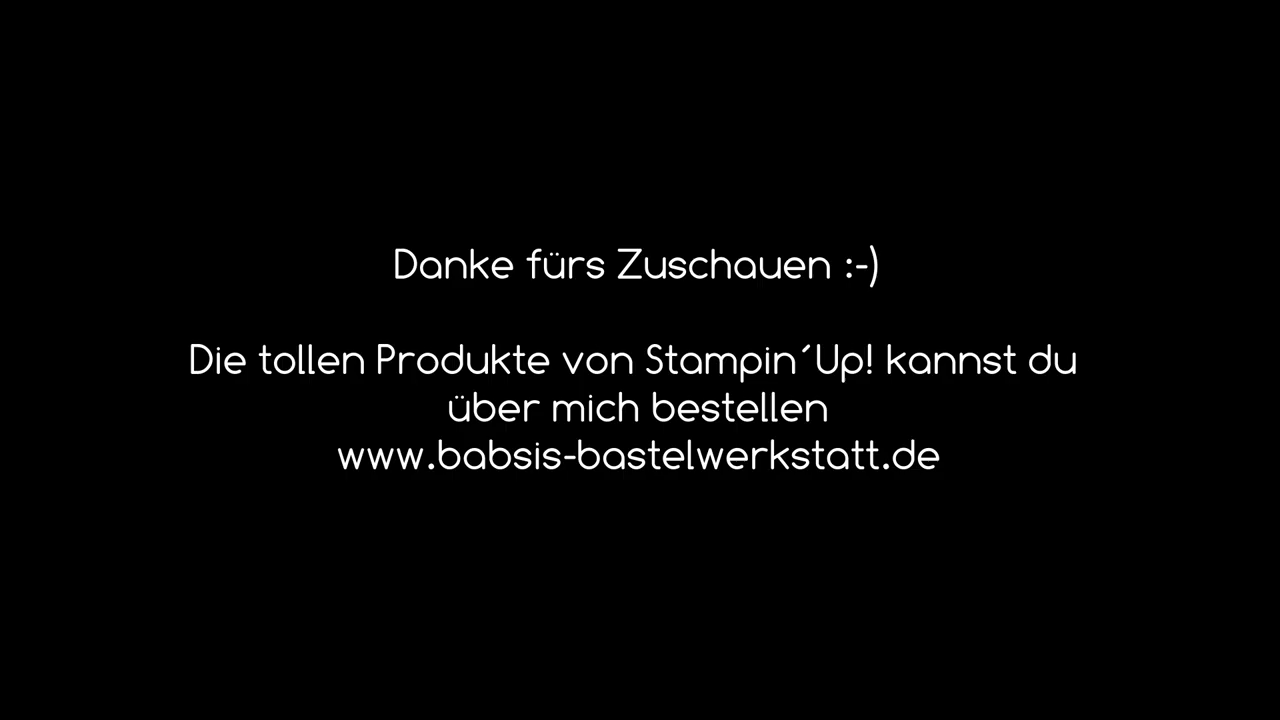 Danke fürs Zuschauen :-)
Die tollen Produkte von Stampin´Up! kannst du
über mich bestellen
www.babsis-bastelwerkstatt.de